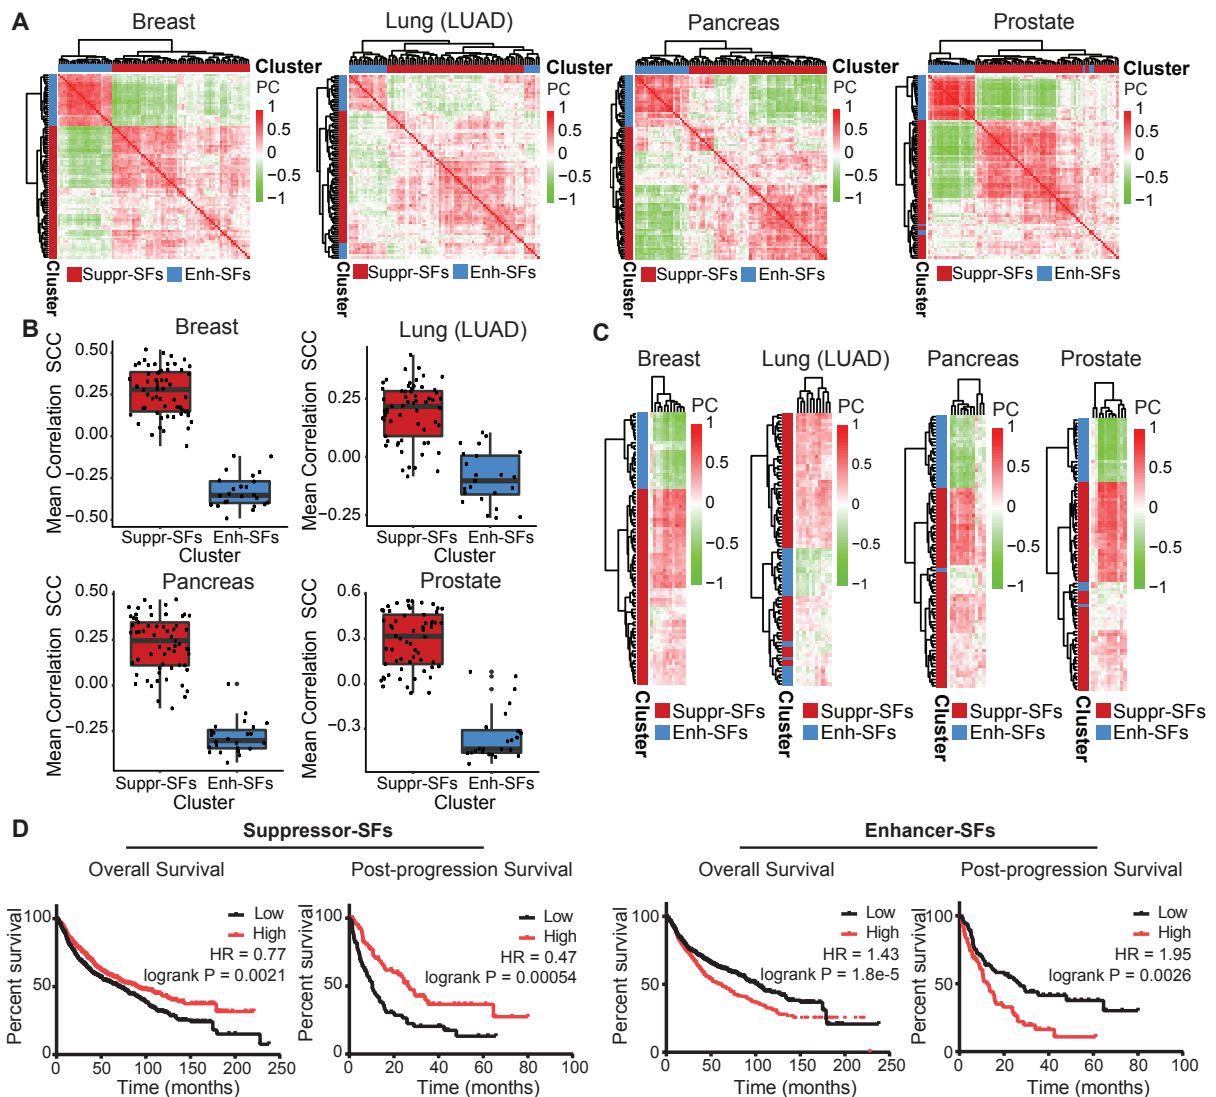 A
Breast
Lung (LUAD)
Pancreas
Prostate
Cluster
PC
1
0.5
0
−0.5
−1
Cluster
Suppr-SFs
Enh-SFs
Cluster
PC
1
0.5
0
−0.5
−1
Cluster
Suppr-SFs
Enh-SFs
Cluster
PC
1
0.5
0
−0.5
−1
Cluster
Suppr-SFs
Enh-SFs
Cluster
PC
1
0.5
0
−0.5
−1
Cluster
Suppr-SFs
Enh-SFs
B
Breast
Mean Correlation SCC
0.50
0.25
0.00
−0.25
−0.50
Suppr-SFs Enh-SFs
Cluster
Lung (LUAD)
Mean Correlation SCC
0.25
0.00
−0.25
Suppr-SFs Enh-SFs
Cluster
Pancreas
Mean Correlation SCC
0.50
0.25
0.00
−0.25
Suppr-SFs Enh-SFs
Cluster
Prostate
Mean Correlation SCC
0.6
0.3
0.0
−0.3
Suppr-SFs Enh-SFs
Cluster
C
Breast
PC
1
0.5
0
−0.5
−1
Cluster
Suppr-SFs
Enh-SFs
Lung (LUAD)
PC
1
0.5
0
−0.5
−1
Cluster
Suppr-SFs
Enh-SFs
Pancreas
PC
1
0.5
0
−0.5
−1
Cluster
Suppr-SFs
Enh-SFs
Prostate
PC
1
0.5
0
−0.5
−1
Cluster
Suppr-SFs
Enh-SFs
D
Suppressor-SFs
Overall Survival
Percent survival
100
50
0
Low
High
HR = 0.77
logrank P = 0.0021
0 50 100 150 200 250
Time (months)
Post-progression Survival
Percent survival
100
50
0
Low
High
HR = 0.47
logrank P = 0.00054
0 20 40 60 80 100
Time (months)
Enhancer-SFs
Overall Survival
Percent survival
100
50
0
Low
High
HR = 1.43
logrank P = 1.8e-5
0 50 100 150 200 250
Time (months)
Post-progression Survival
Percent survival
100
50
0
Low
High
HR = 1.95
logrank P = 0.0026
0 20 40 60 80 100
Time (months)